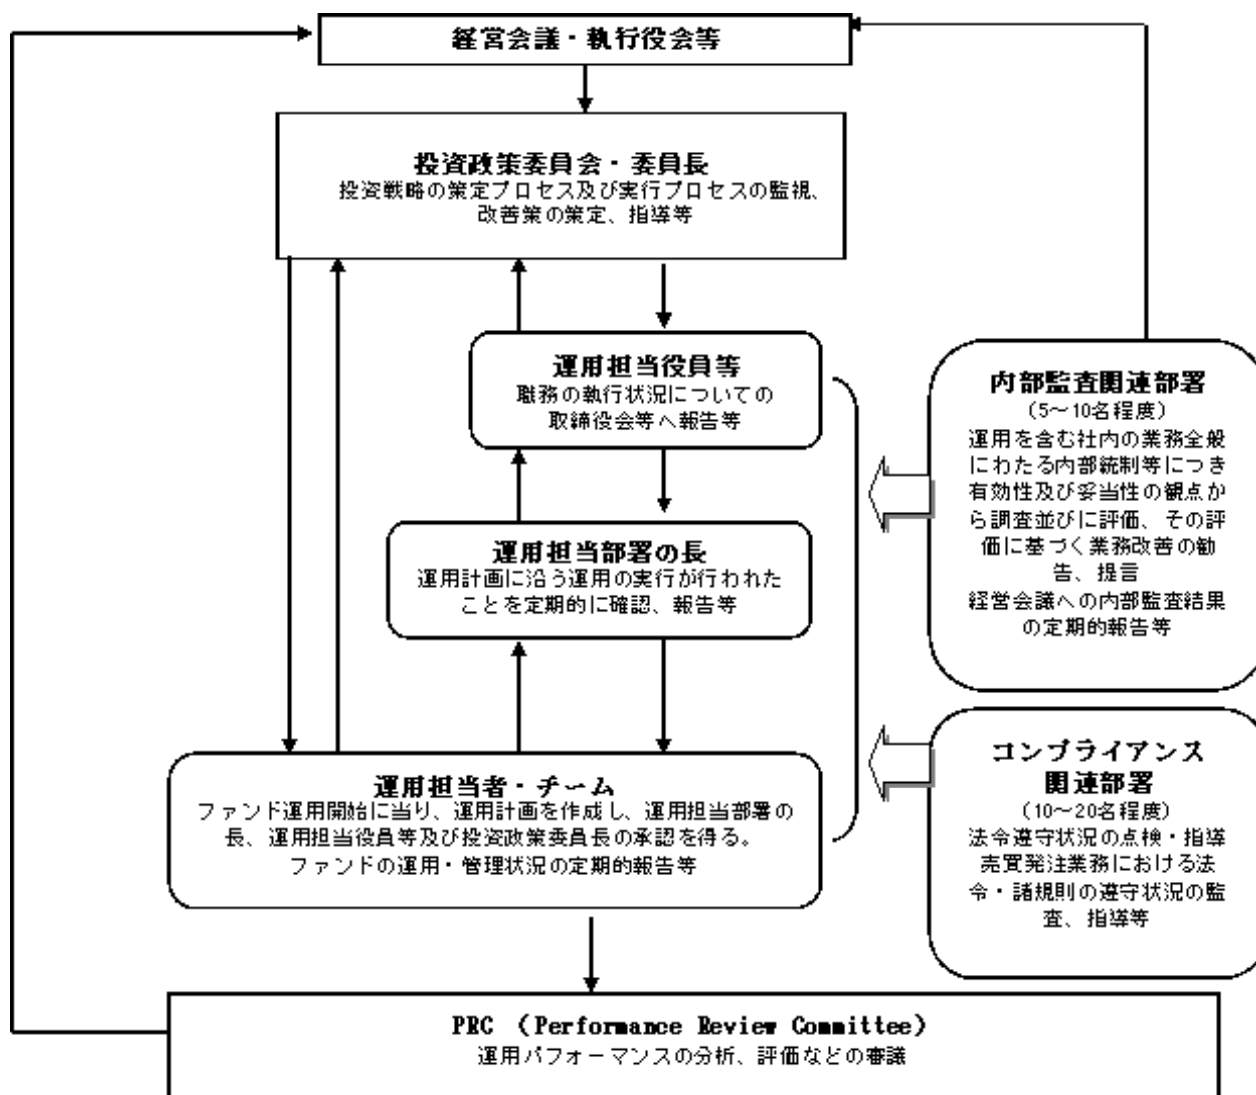 経営会議・執行役会等
投資政策委員会・委員長
投資戦略の策定プロセス及び実行プロセスの監視、
改善策の策定、指導等
運用担当役員等
職務の執行状況についての
取締役会等へ報告等
運用担当部署の長
運用計画に沿う運用の実行が行われた
ことを定期的に確認、報告等
運用担当者・チーム
ファンド運用開始に当り、運用計画を作成し、運用担当部署の
長、運用担当役員等及び投資政策委員長の承認を得る。
ファンドの運用・管理状況の定期的報告等
内部監査関連部署
(5～10名程度)
運用を含む社内の業務全般
にわたる内部統制等につき
有効性及び妥当性の観点か
ら調査並びに評価、その評
価に基づく業務改善の勧
告、提言
経営会議への内部監査結果
の定期的報告等
コンプライアンス
関連部署
(10～20名程度)
法令遵守状況の点検・指導
売買発注業務における法
令・諸規則の遵守状況の監
査、指導等
PRC （Performance Review Committee）
運用パフォーマンスの分析、評価などの審議